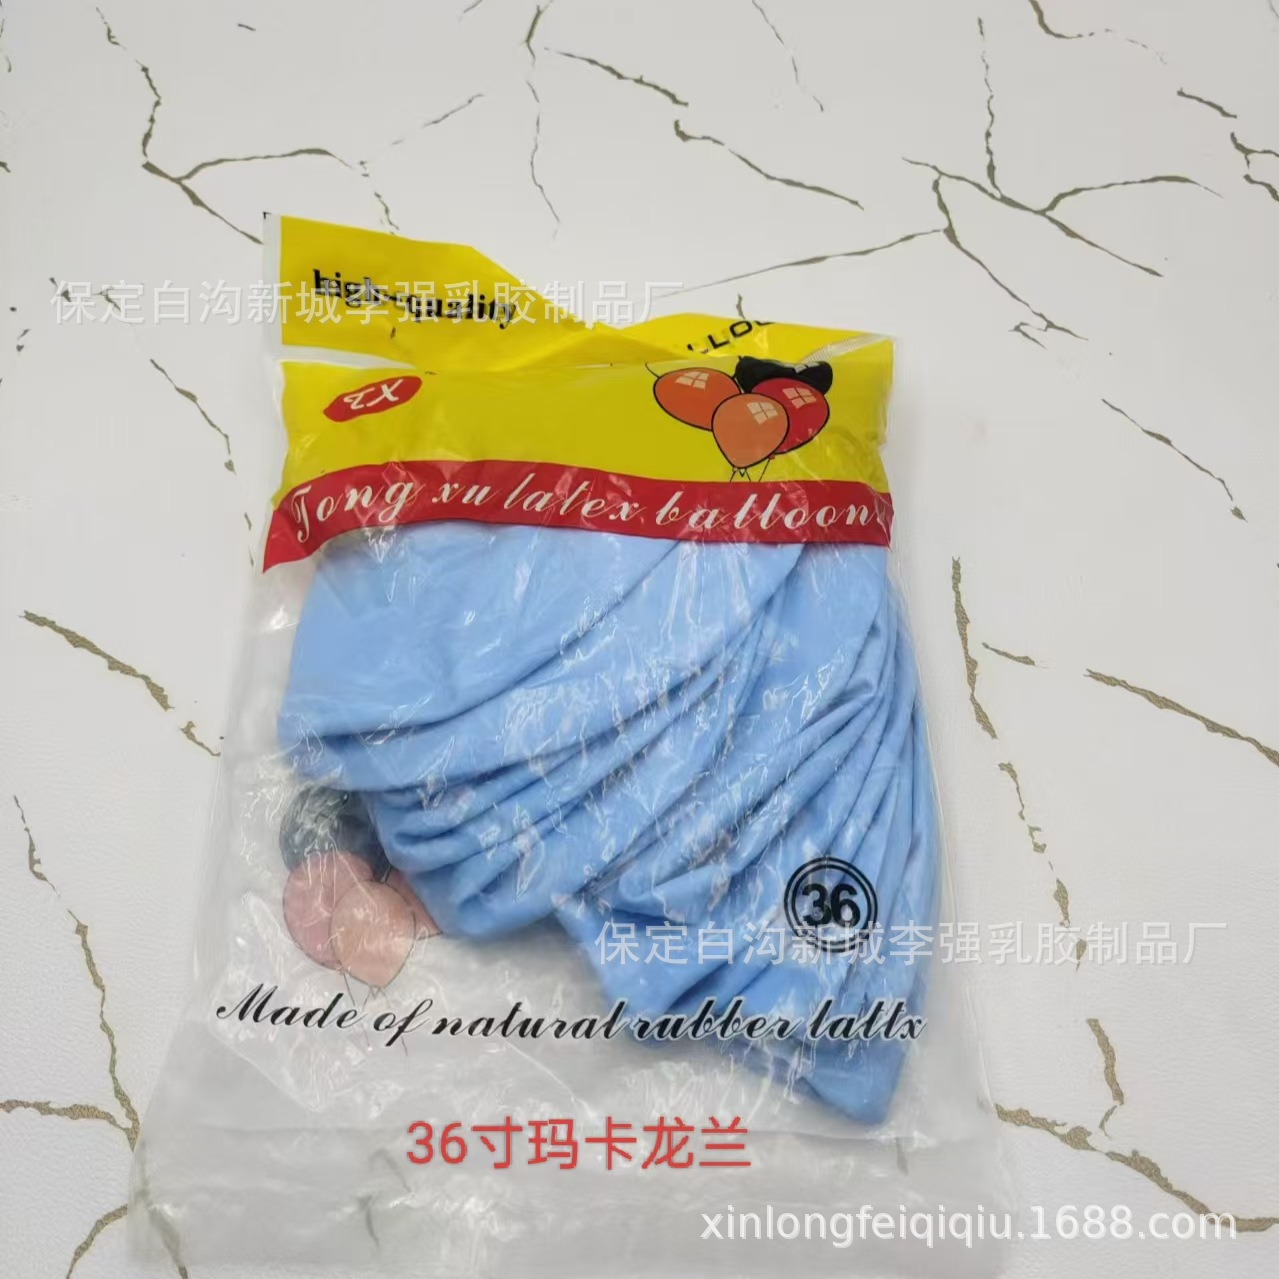 high-quality
保定白沟新城李强乳胶制品厂
LLOO
XZ
Tong xu latex balloons
36
保定白沟新城李强乳胶制品厂
Made of natural rubber lattx
36寸玛卡龙兰
xinlongfeiqiqiu.1688.com